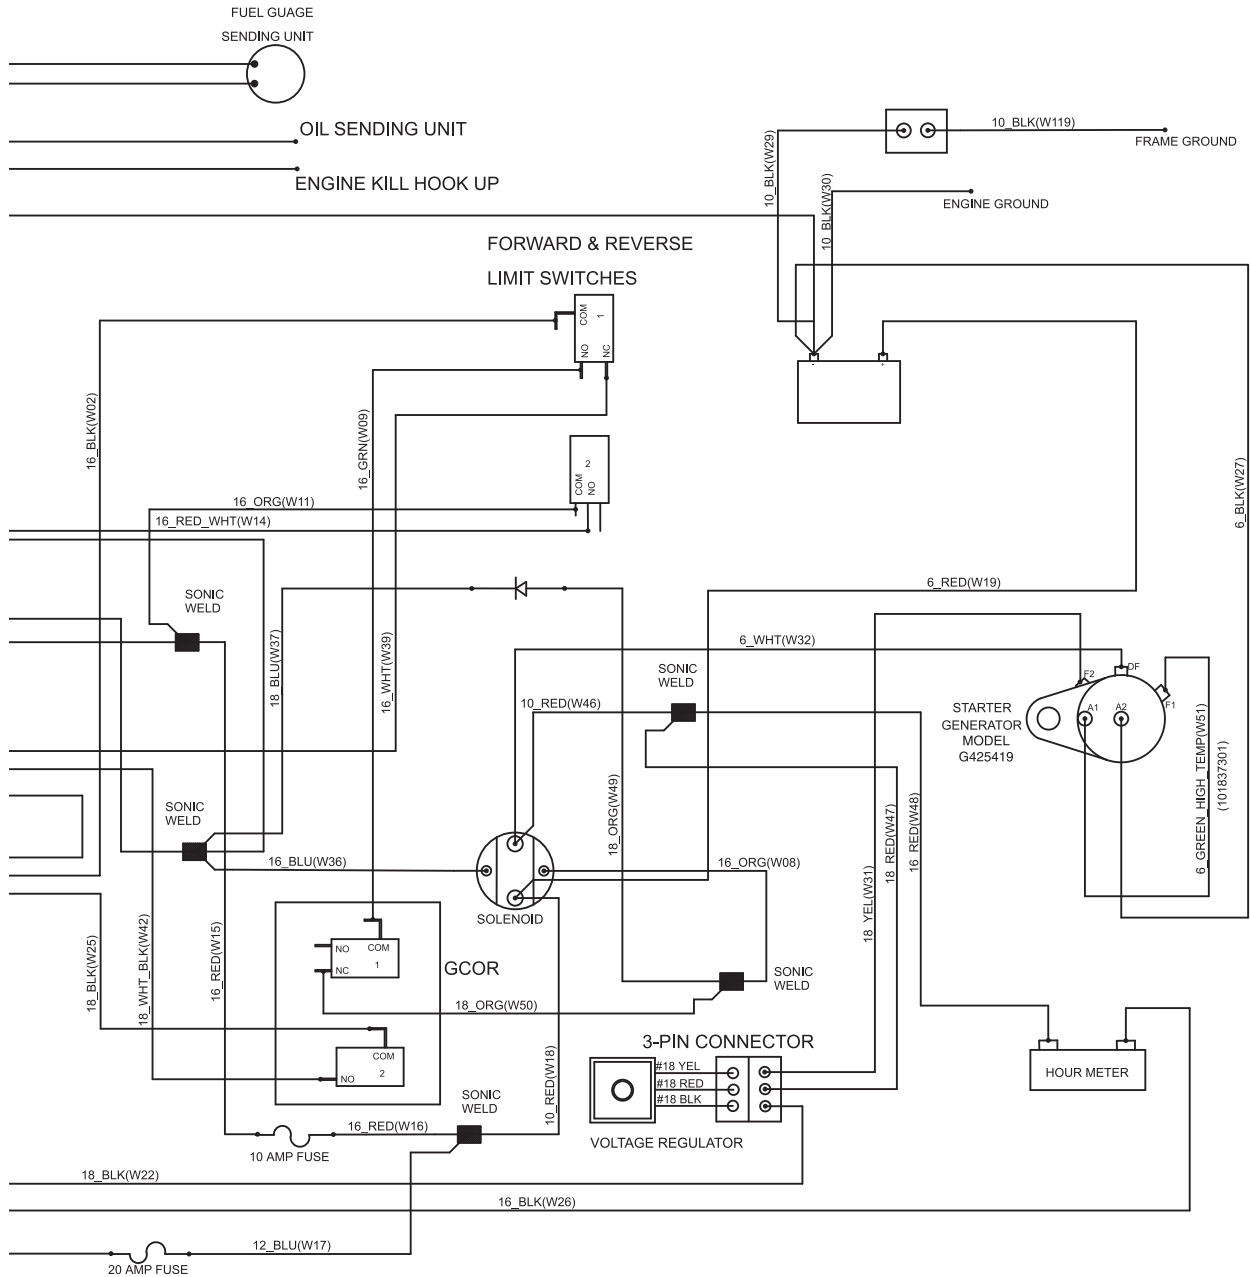 FUEL GUAGE
SENDING UNIT
OIL SENDING UNIT
ENGINE KILL HOOK UP
10_BLK(W119)
FRAME GROUND
10_BLK(W29)
10_BLK(W30)
ENGINE GROUND
FORWARD & REVERSE
LIMIT SWITCHES
COM
1
NO
NC
-
+
16_BLK(W02)
16_GRN(W09)
2
COM
NO
16_ORG(W11)
16_RED_WHT(W14)
6_BLK(W27)
SONIC
WELD
6_RED(W19)
18_BLU(W37)
16_WHT(W39)
6_WHT(W32)
SONIC
WELD
10_RED(W46)
F2
DF
F1
A1
A2
STARTER
GENERATOR
MODEL
G425419
6_GREEN_HIGH_TEMP(W51)
(101837301)
SONIC
WELD
18_ORG(W49)
18_YEL(W31)
18_RED(W47)
16_RED(W48)
16_BLU(W36)
16_ORG(W08)
SOLENOID
18_BLK(W25)
18_WHT_BLK(W42)
16_RED(W15)
NO
COM
NC
1
GCOR
18_ORG(W50)
SONIC
WELD
COM
NO
2
10_RED(W18)
3-PIN CONNECTOR
#18 YEL
#18 RED
#18 BLK
VOLTAGE REGULATOR
HOUR METER
SONIC
WELD
16_RED(W16)
10 AMP FUSE
18_BLK(W22)
16_BLK(W26)
12_BLU(W17)
20 AMP FUSE